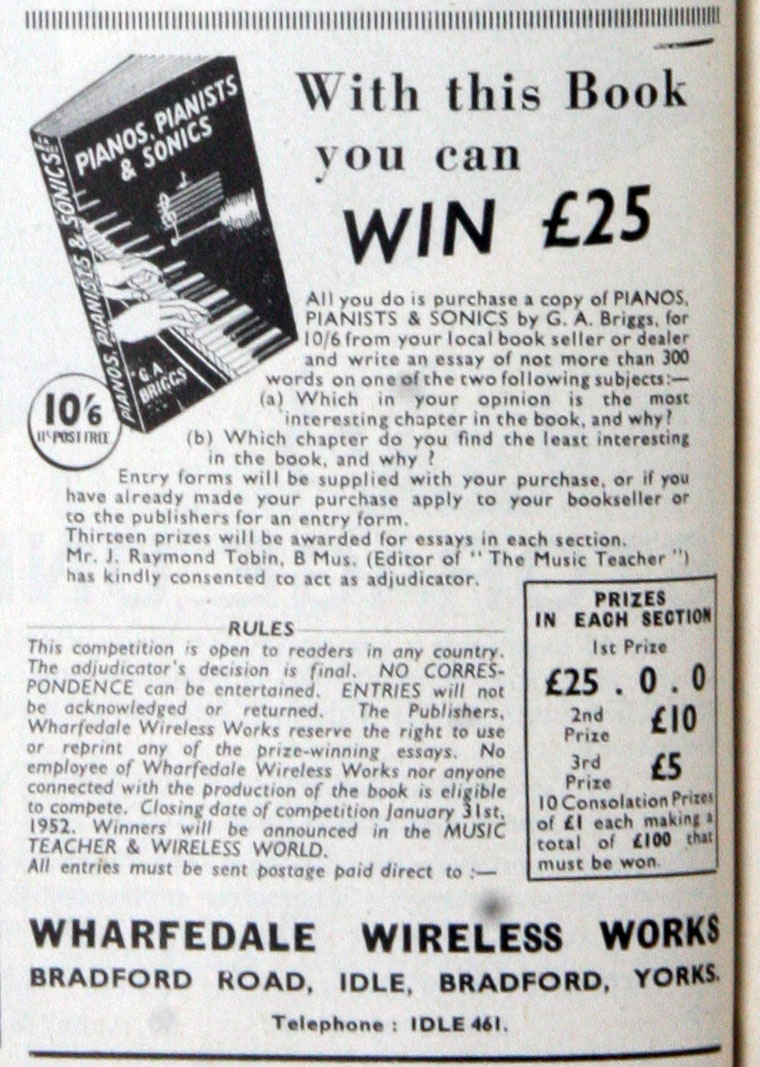 With this Book
you can
WIN £25
PIANOS, PIANISTS
& SONICS
PIANOS, PIANISTS & SONICS
G.A.
BRIGGS
10'6
11'- POST FREE
All you do is purchase a copy of PIANOS,
PIANISTS & SONICS by G. A. Briggs, for
10/6 from your local book seller or dealer
and write an essay of not more than 300
words on one of the two following subjects:—
(a) Which in your opinion is the most
interesting chapter in the book, and why?
(b) Which chapter do you find the least interesting
in the book, and why ?
Entry forms will be supplied with your purchase, or if you
have already made your purchase apply to your bookseller or
to the publishers for an entry form.
Thirteen prizes will be awarded for essays in each section.
Mr. J. Raymond Tobin, B Mus. (Editor of " The Music Teacher ")
has kindly consented to act as adjudicator.
RULES
This competition is open to readers in any country.
The adjudicator's decision is final. NO CORRES-
PONDENCE can be entertained. ENTRIES will not
be acknowledged or returned. The Publishers,
Wharfedale Wireless Works reserve the right to use
or reprint any of the prize-winning essays. No
employee of Wharfedale Wireless Works nor anyone
connected with the production of the book is eligible
to compete. Closing date of competition January 31st,
1952. Winners will be announced in the MUSIC
TEACHER & WIRELESS WORLD.
All entries must be sent postage paid direct to :—
PRIZES
IN EACH SECTION
1st Prize
£25 . 0 . 0
2nd
Prize £10
3rd
Prize £5
10 Consolation Prizes
of £1 each making a
total of £100 that
must be won.
WHARFEDALE WIRELESS WORKS
BRADFORD ROAD, IDLE, BRADFORD, YORKS.
Telephone : IDLE 461.